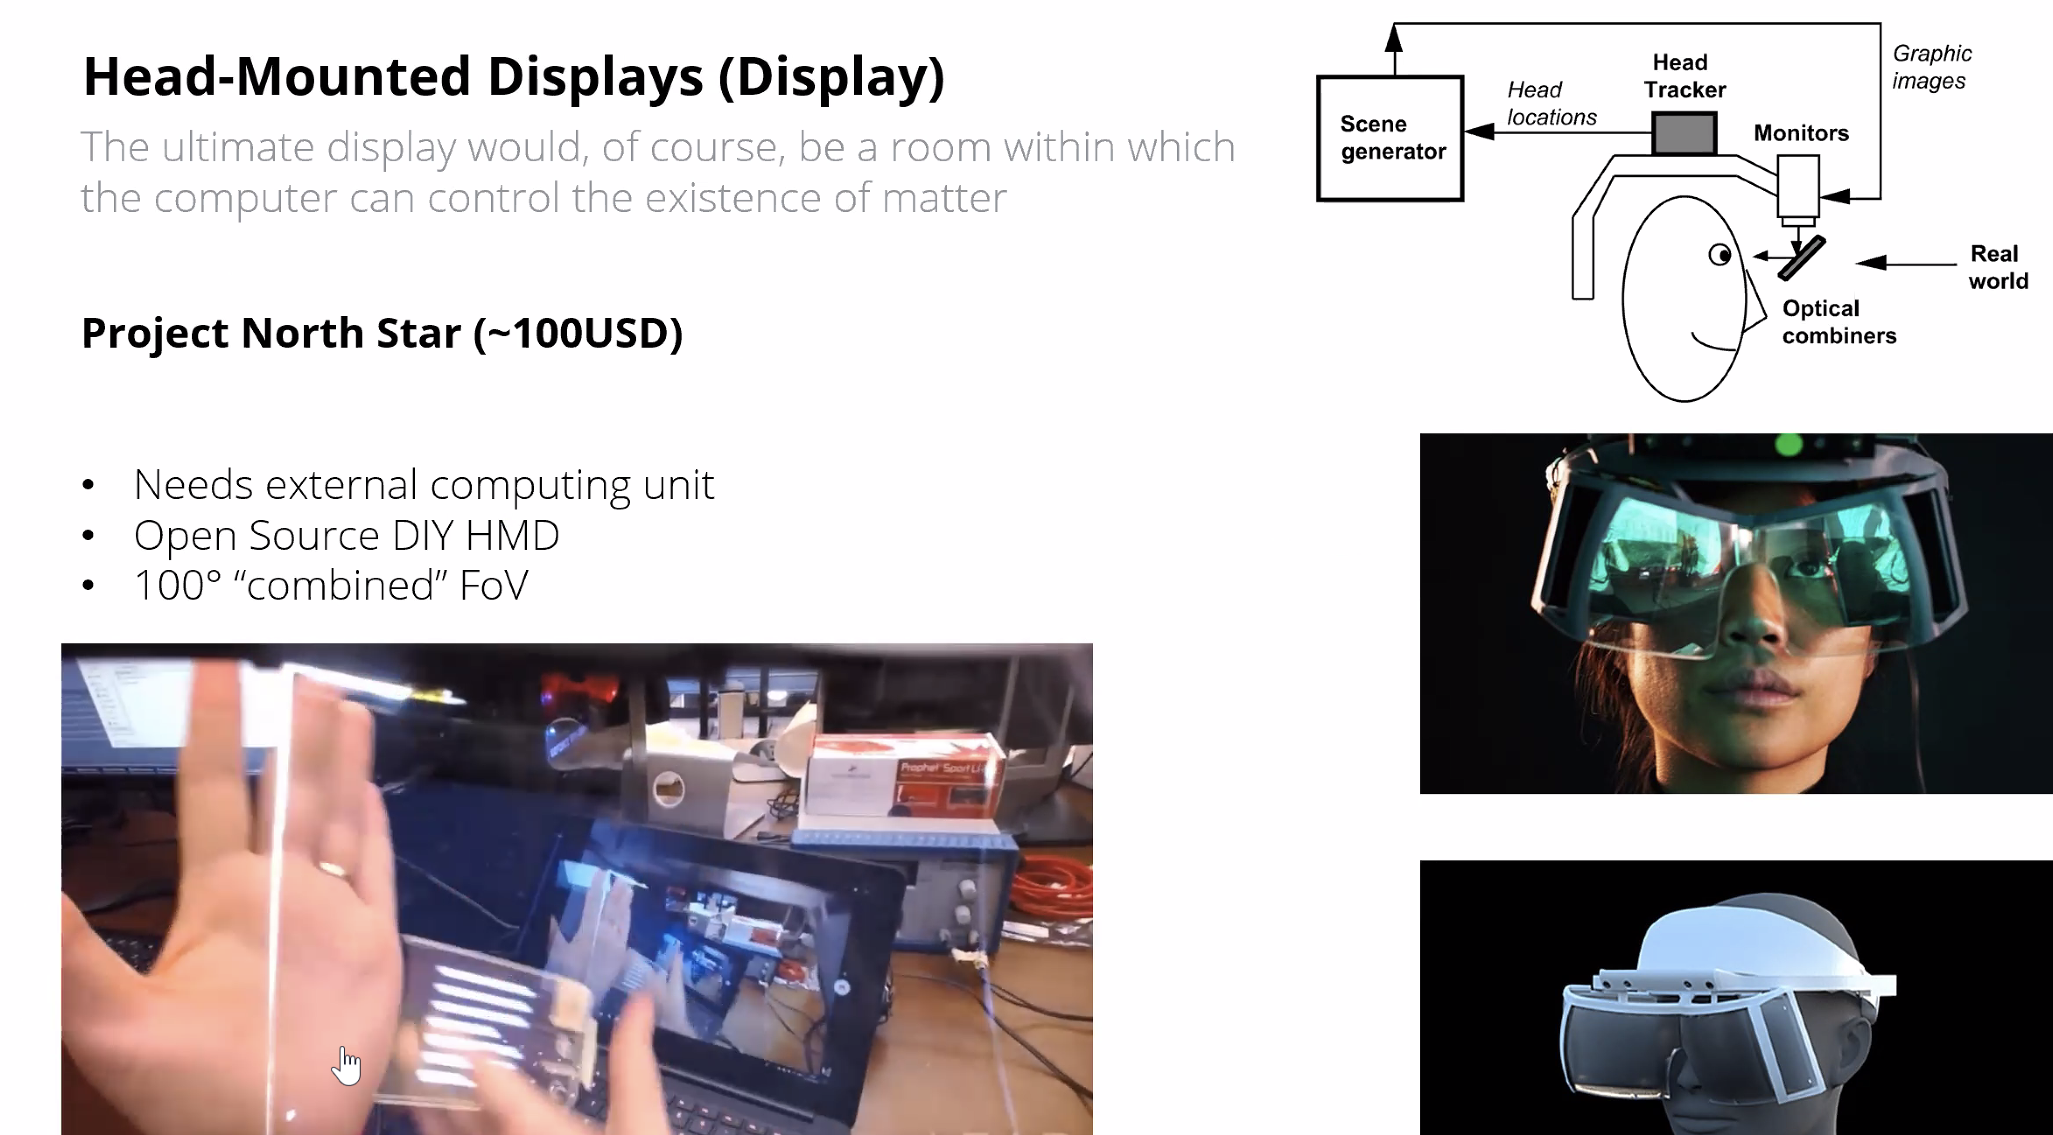 Head-Mounted Displays (Display)
The ultimate display would, of course, be a room within which
the computer can control the existence of matter
Project North Star (~100USD)
• Needs external computing unit
• Open Source DIY HMD
• 100° “combined” FoV
Graphic
images
Head
Tracker
Head
locations
Scene
generator
Monitors
Real
world
Optical
combiners
Prophet Sport Li